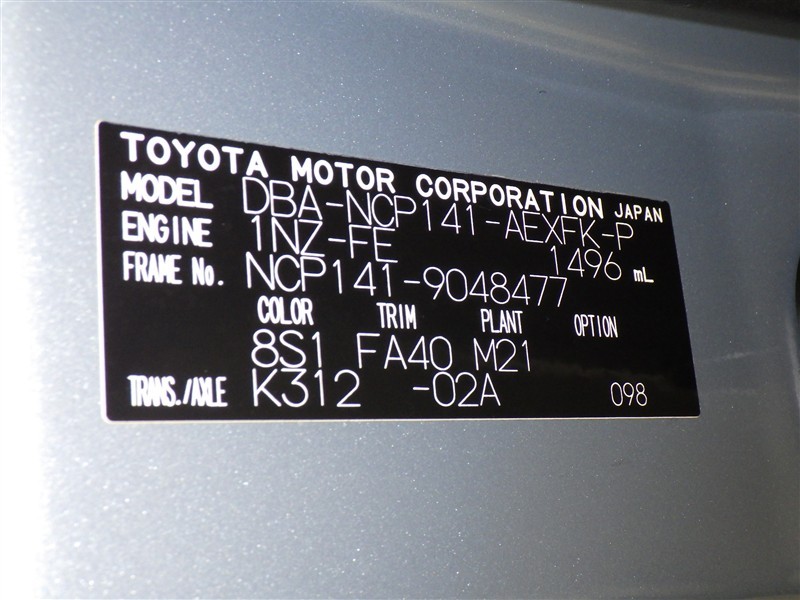 TOYOTA MOTOR CORPORATION JAPAN
MODEL DBA-NCP141-AEXFK-P
ENGINE 1NZ-FE 1496 mL
FRAME No. NCP141-9048477
COLOR TRIM PLANT OPTION
8S1 FA40 M21
TRANS./AXLE K312 -02A 098